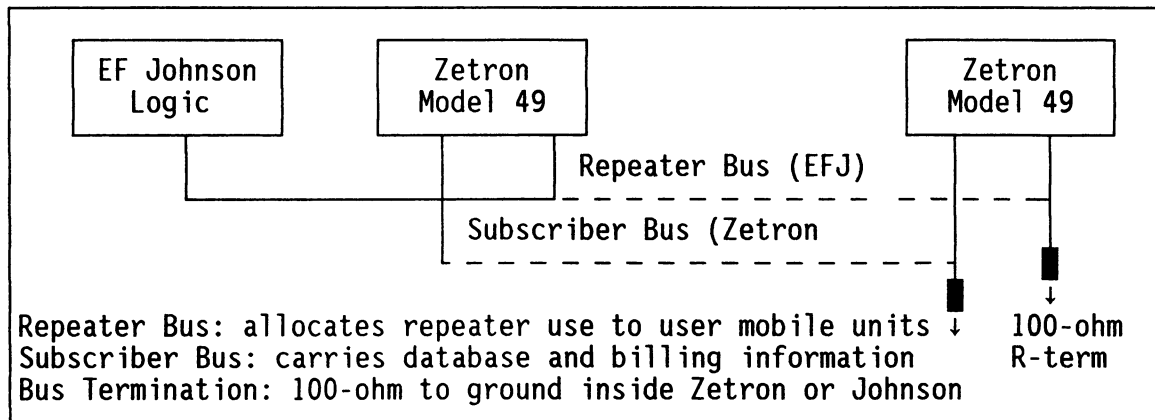 EF Johnson
Logic
Zetron
Model 49
Zetron
Model 49
Repeater Bus (EFJ)
Subscriber Bus (Zetron
Repeater Bus: allocates repeater use to user mobile units ↓ 100-ohm
Subscriber Bus: carries database and billing information R-term
Bus Termination: 100-ohm to ground inside Zetron or Johnson